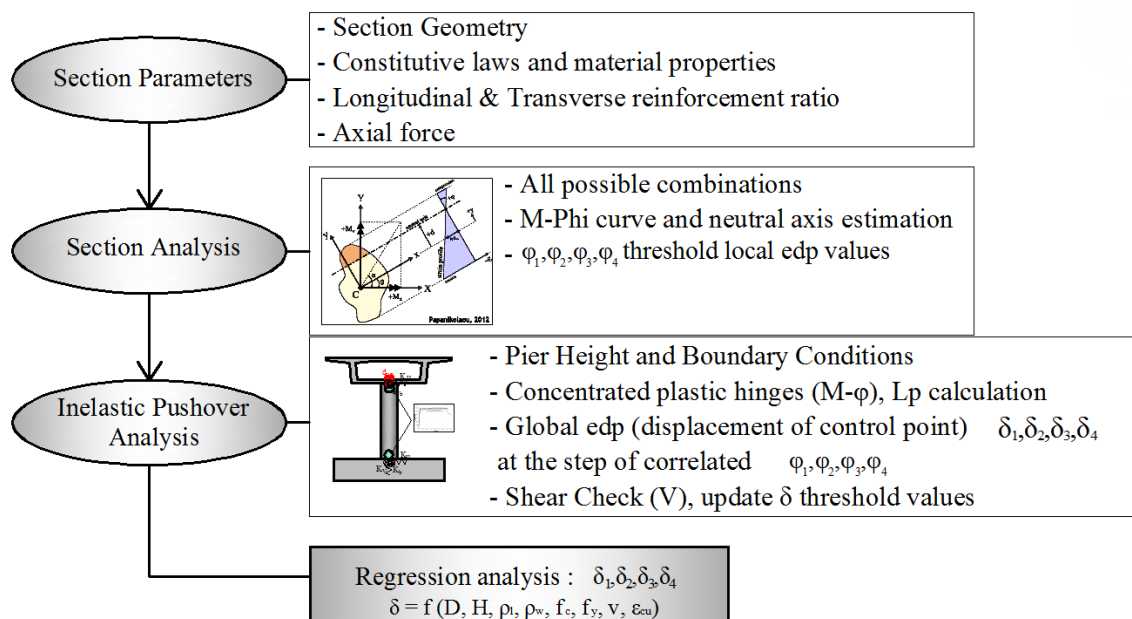 Section Parameters
- Section Geometry
- Constitutive laws and material properties
- Longitudinal & Transverse reinforcement ratio
- Axial force
Section Analysis
Y
X
C
Papanikolaou, 2012
- All possible combinations
- M-Phi curve and neutral axis estimation
- φ₁,φ₂,φ₃,φ₄ threshold local edp values
Inelastic Pushover
Analysis
- Pier Height and Boundary Conditions
- Concentrated plastic hinges (M-φ), Lp calculation
- Global edp (displacement of control point) δ₁,δ₂,δ₃,δ₄
at the step of correlated φ₁,φ₂,φ₃,φ₄
- Shear Check (V), update δ threshold values
Regression analysis : δ₁,δ₂,δ₃,δ₄
δ = f (D, H, ρₗ, ρw, fc, fy, v, εcu)